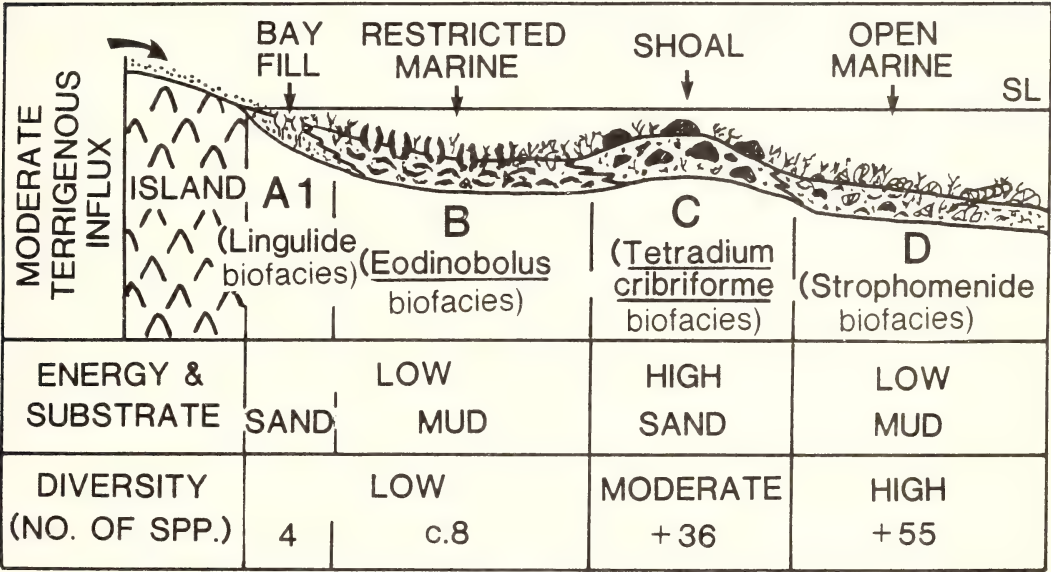 BAY
FILL
RESTRICTED
MARINE
SHOAL
OPEN
MARINE
SL
MODERATE
TERRIGENOUS
INFLUX
ISLAND
A1
(Lingulide
biofacies)
B
(Eodinobolus
biofacies)
C
(Tetradium
cribriforme
biofacies)
D
(Strophomenide
biofacies)
ENERGY &
SUBSTRATE
LOW
SAND
MUD
HIGH
SAND
LOW
MUD
DIVERSITY
(NO. OF SPP.)
LOW
4
c.8
MODERATE
+36
HIGH
+55